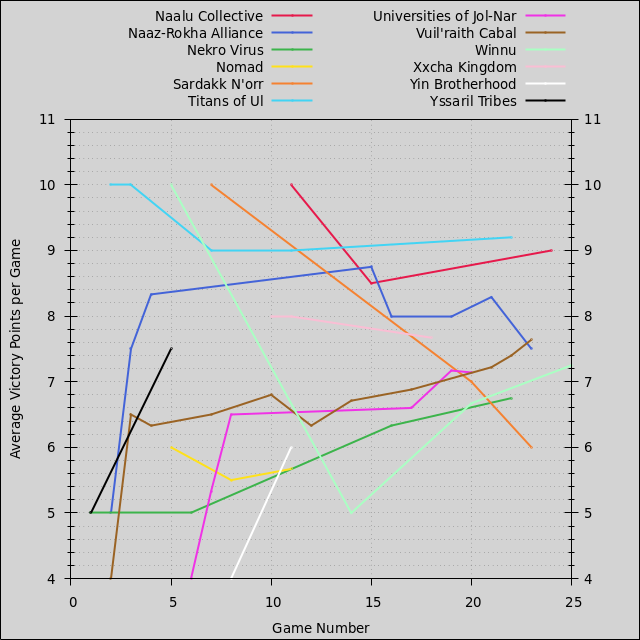 Naalu Collective
Naaz-Rokha Alliance
Nekro Virus
Nomad
Sardakk N'orr
Titans of Ul
Universities of Jol-Nar
Vuil'raith Cabal
Winnu
Xxcha Kingdom
Yin Brotherhood
Yssaril Tribes
Average Victory Points per Game
11
10
9
8
7
6
5
4
11
10
9
8
7
6
5
4
0 5 10 15 20 25
Game Number